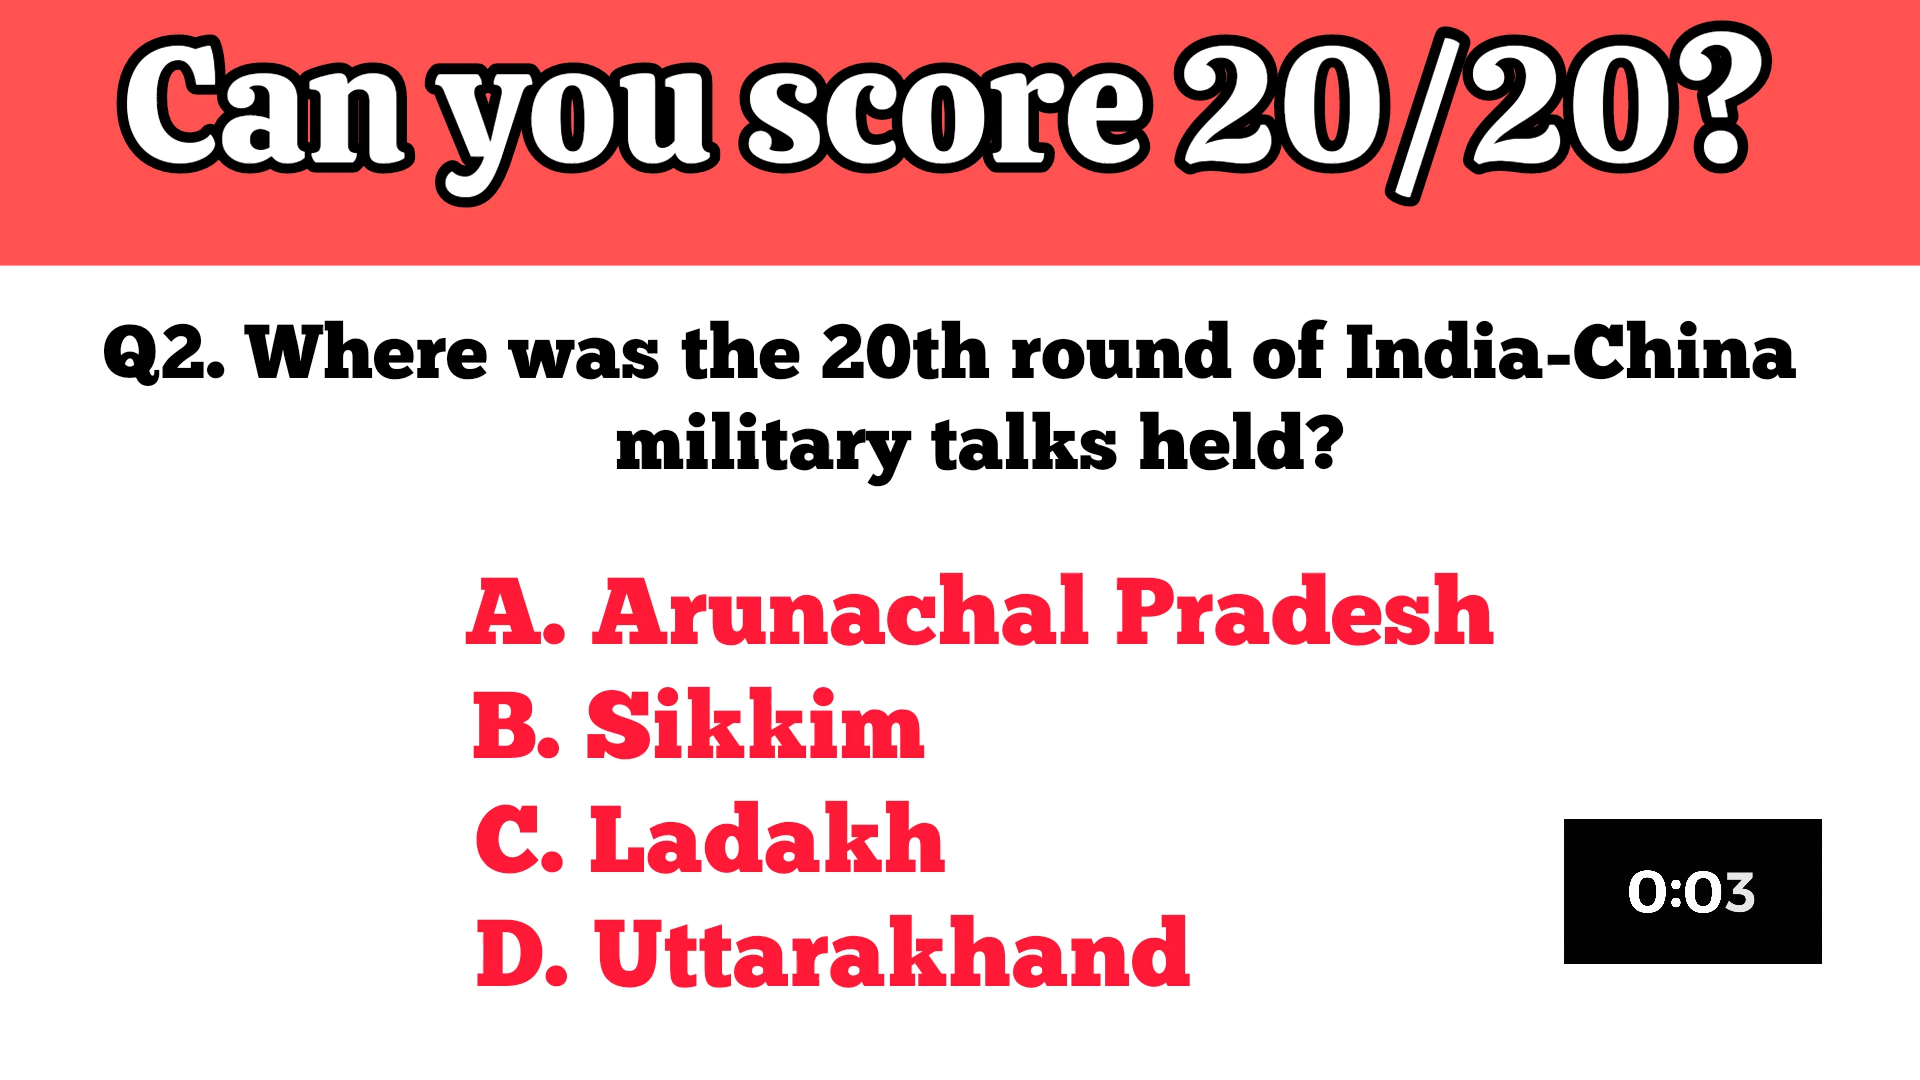 Can you score 20/20?
Q2. Where was the 20th round of India-China
military talks held?
A. Arunachal Pradesh
B. Sikkim
C. Ladakh
D. Uttarakhand
0:03